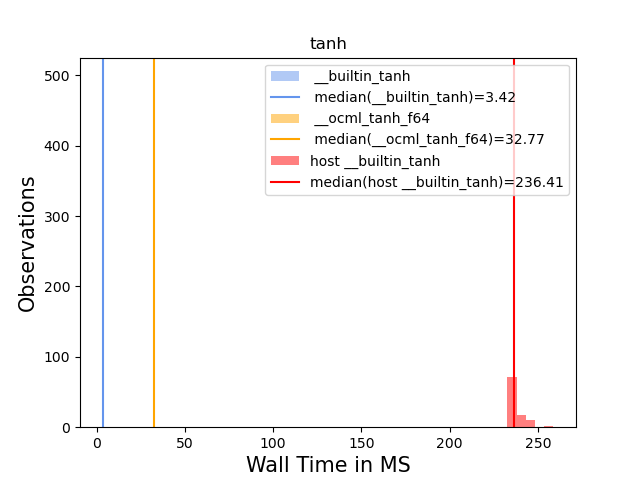 tanh
500
400
300
200
100
0
Observations
__builtin_tanh
median(__builtin_tanh)=3.42
__ocml_tanh_f64
median(__ocml_tanh_f64)=32.77
host __builtin_tanh
median(host __builtin_tanh)=236.41
0 50 100 150 200 250
Wall Time in MS